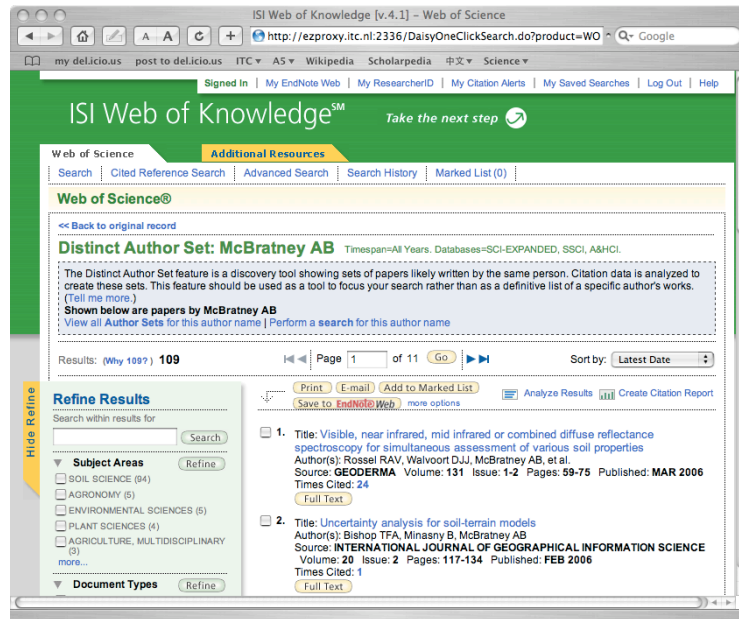 ISI Web of Knowledge [v.4.1] – Web of Science
A A C + http://ezproxy.itc.nl:2336/DaisyOneClickSearch.do?product=WO Q▾ Google
my del.icio.us post to del.icio.us ITC▾ AS▾ Wikipedia Scholarpedia 中文▾ Science▾
Signed In | My EndNote Web | My ResearcherID | My Citation Alerts | My Saved Searches | Log Out | Help
ISI Web of Knowledge℠ Take the next step
Web of Science Additional Resources
Search Cited Reference Search Advanced Search Search History Marked List (0)
Web of Science®
<< Back to original record
Distinct Author Set: McBratney AB Timespan=All Years. Databases=SCI-EXPANDED, SSCI, A&HCI.
The Distinct Author Set feature is a discovery tool showing sets of papers likely written by the same person. Citation data is analyzed to
create these sets. This feature should be used as a tool to focus your search rather than as a definitive list of a specific author's works.
(Tell me more.)
Shown below are papers by McBratney AB
View all Author Sets for this author name | Perform a search for this author name
Results: (Why 109?) 109 Page 1 of 11 Go Sort by: Latest Date
Hide Refine
Refine Results
Search within results for
Search
Subject Areas Refine
SOIL SCIENCE (94)
AGRONOMY (5)
ENVIRONMENTAL SCIENCES (5)
PLANT SCIENCES (4)
AGRICULTURE, MULTIDISCIPLINARY
(3)
more...
Document Types Refine
Print E-mail Add to Marked List Analyze Results Create Citation Report
Save to EndNote Web more options
1. Title: Visible, near infrared, mid infrared or combined diffuse reflectance
spectroscopy for simultaneous assessment of various soil properties
Author(s): Rossel RAV, Walvoort DJJ, McBratney AB, et al.
Source: GEODERMA Volume: 131 Issue: 1-2 Pages: 59-75 Published: MAR 2006
Times Cited: 24
Full Text
2. Title: Uncertainty analysis for soil-terrain models
Author(s): Bishop TFA, Minasny B, McBratney AB
Source: INTERNATIONAL JOURNAL OF GEOGRAPHICAL INFORMATION SCIENCE
Volume: 20 Issue: 2 Pages: 117-134 Published: FEB 2006
Times Cited: 1
Full Text